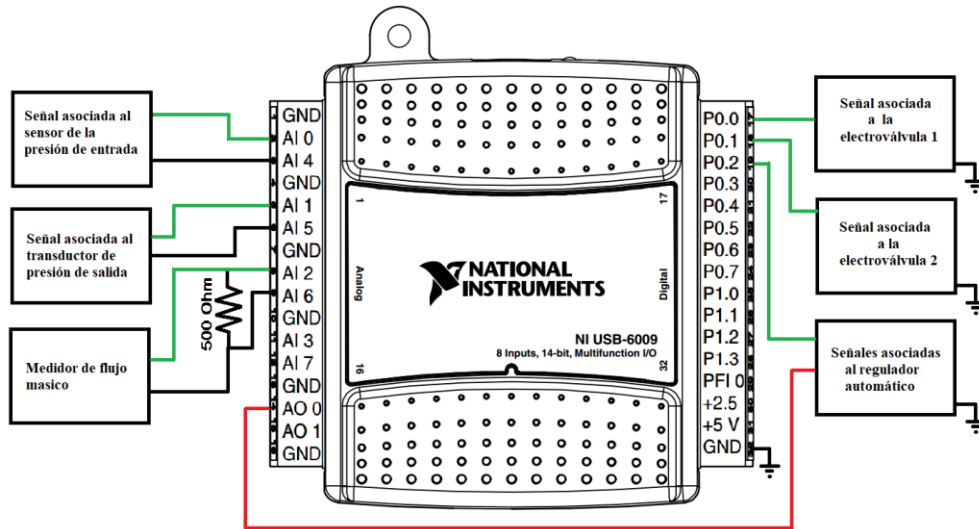 Señal asociada al
sensor de la
presión de entrada
Señal asociada al
transductor de
presión de salida
Medidor de flujo
masico
500 Ohm
GND
AI 0
AI 4
GND
AI 1
AI 5
GND
AI 2
AI 6
GND
AI 3
AI 7
GND
AO 0
AO 1
GND
1
17
Analog
Digital
16
32
NATIONAL
INSTRUMENTS
NI USB-6009
8 Inputs, 14-bit, Multifunction I/O
P0.0
P0.1
P0.2
P0.3
P0.4
P0.5
P0.6
P0.7
P1.0
P1.1
P1.2
P1.3
PFI 0
+2.5
+5 V
GND
Señal asociada
a la
electroválvula 1
Señal asociada
a la
electroválvula 2
Señales asociadas
al regulador
automático